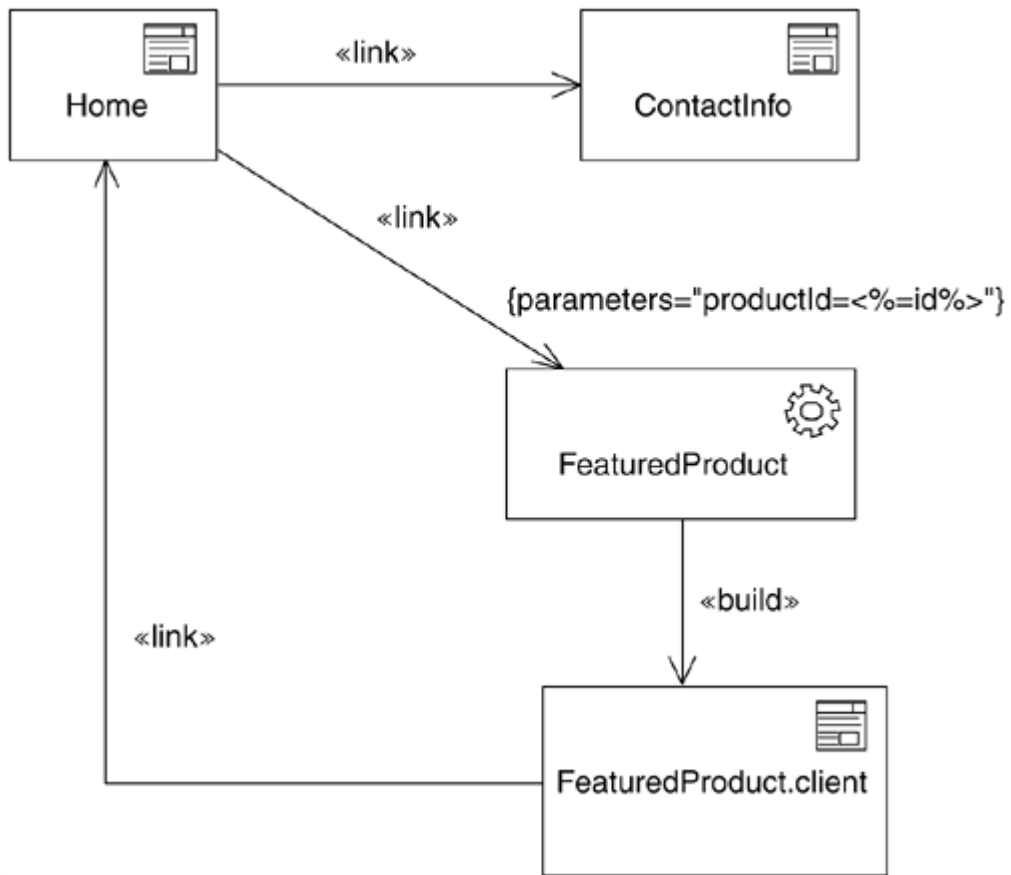 «link»
Home
ContactInfo
«link»
{parameters="productId=<%=id%>"}
FeaturedProduct
«build»
«link»
FeaturedProduct.client